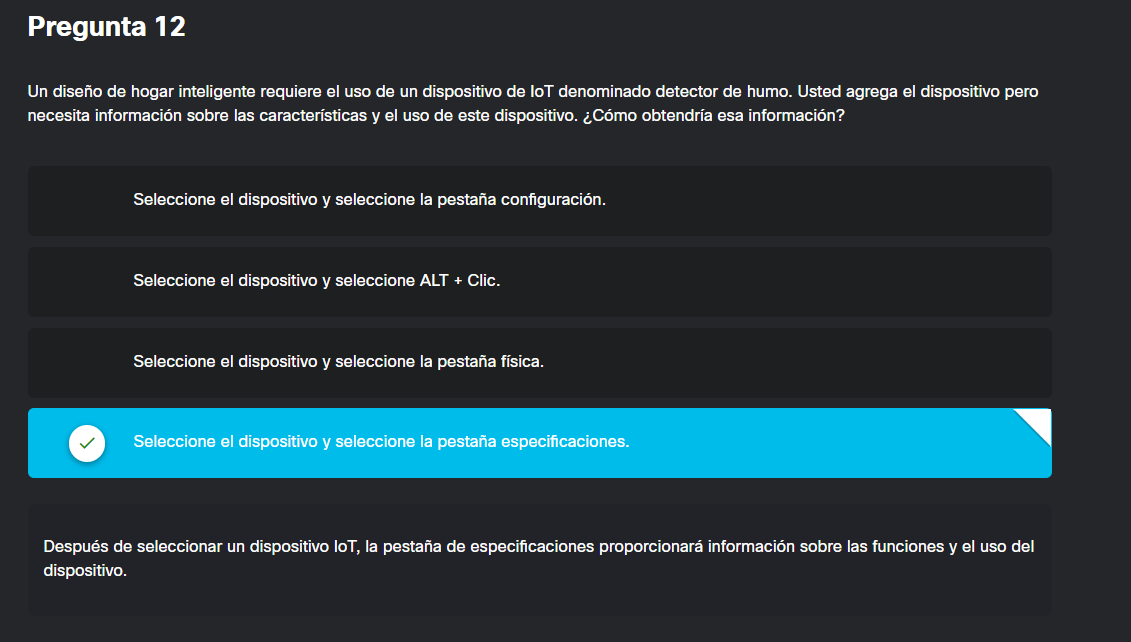 Pregunta 12
Un diseño de hogar inteligente requiere el uso de un dispositivo de IoT denominado detector de humo. Usted agrega el dispositivo pero
necesita información sobre las características y el uso de este dispositivo. ¿Cómo obtendría esa información?
Seleccione el dispositivo y seleccione la pestaña configuración.
Seleccione el dispositivo y seleccione ALT + Clic.
Seleccione el dispositivo y seleccione la pestaña física.
Seleccione el dispositivo y seleccione la pestaña especificaciones.
Después de seleccionar un dispositivo IoT, la pestaña de especificaciones proporcionará información sobre las funciones y el uso del
dispositivo.